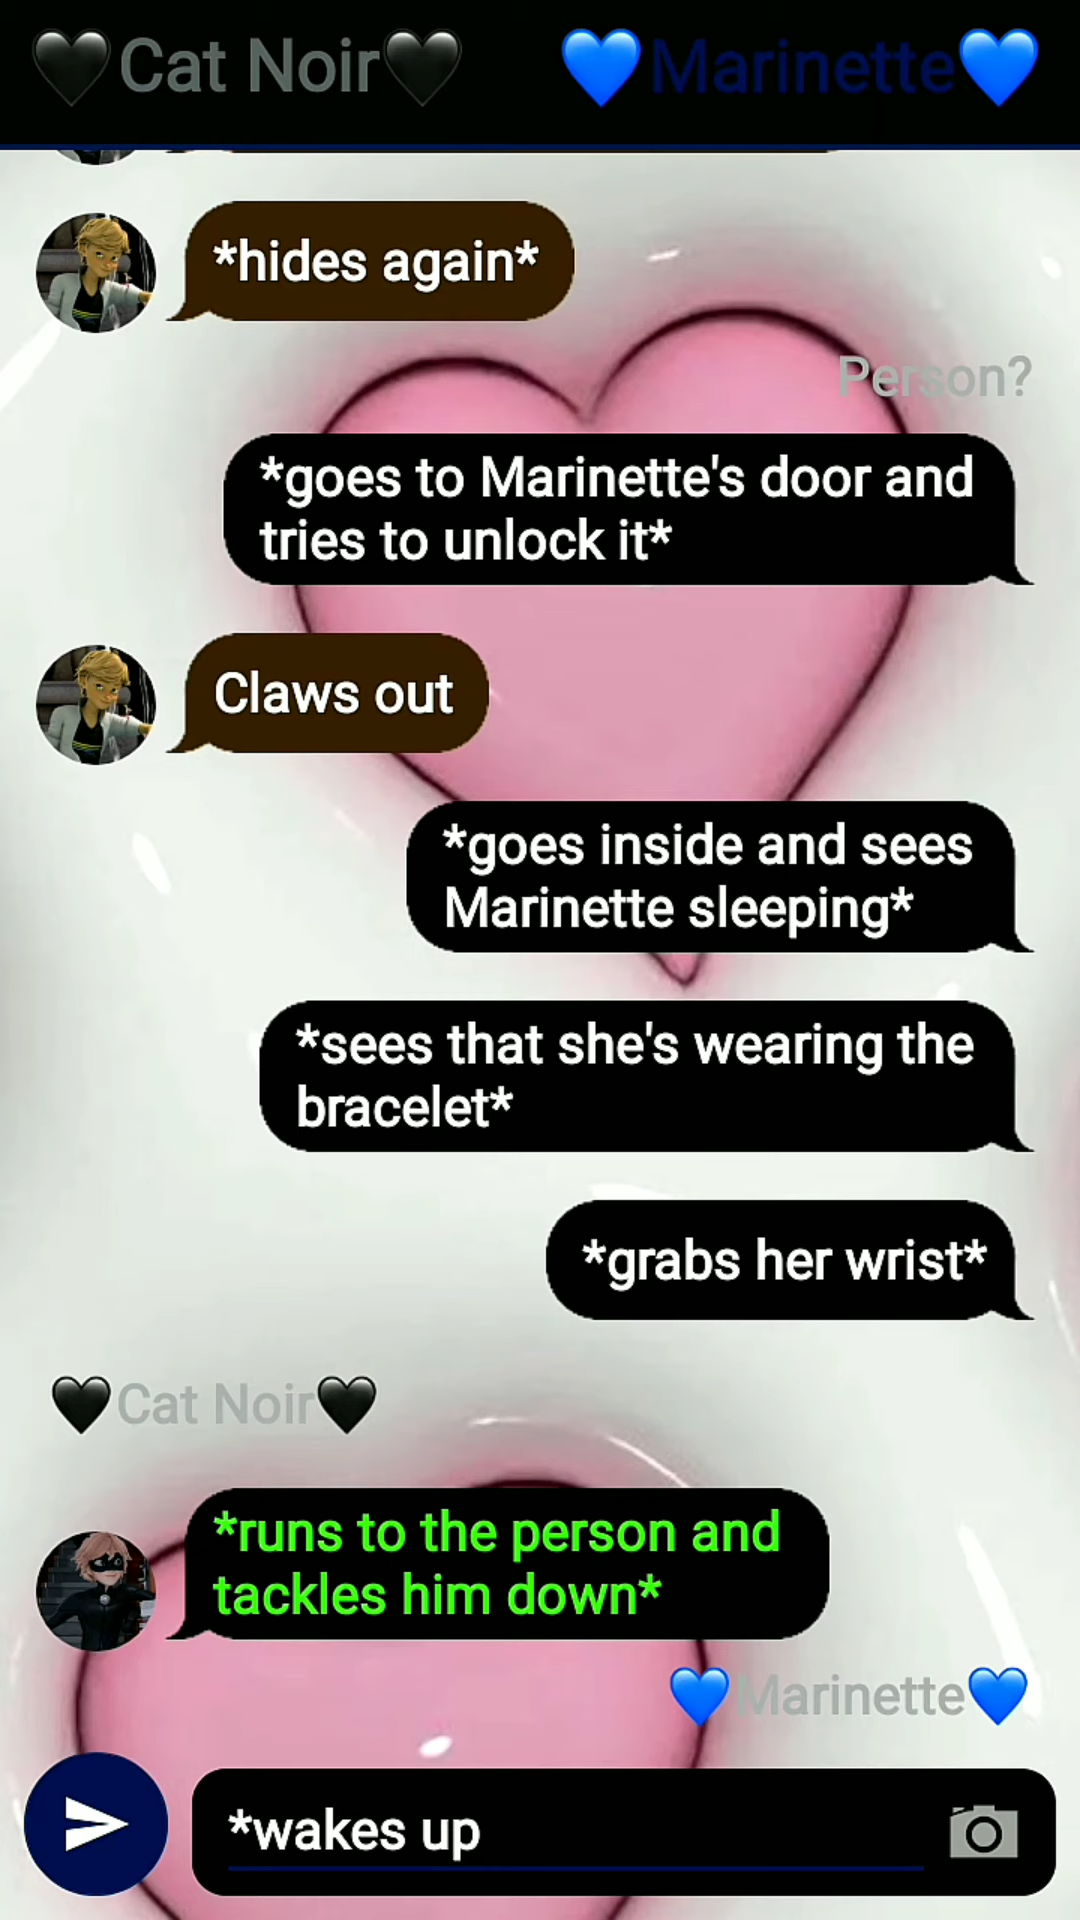 🖤Cat Noir🖤 💙Marinette💙
*hides again*
Person?
*goes to Marinette's door and
tries to unlock it*
Claws out
*goes inside and sees
Marinette sleeping*
*sees that she's wearing the
bracelet*
*grabs her wrist*
🖤Cat Noir🖤
*runs to the person and
tackles him down*
💙Marinette💙
*wakes up